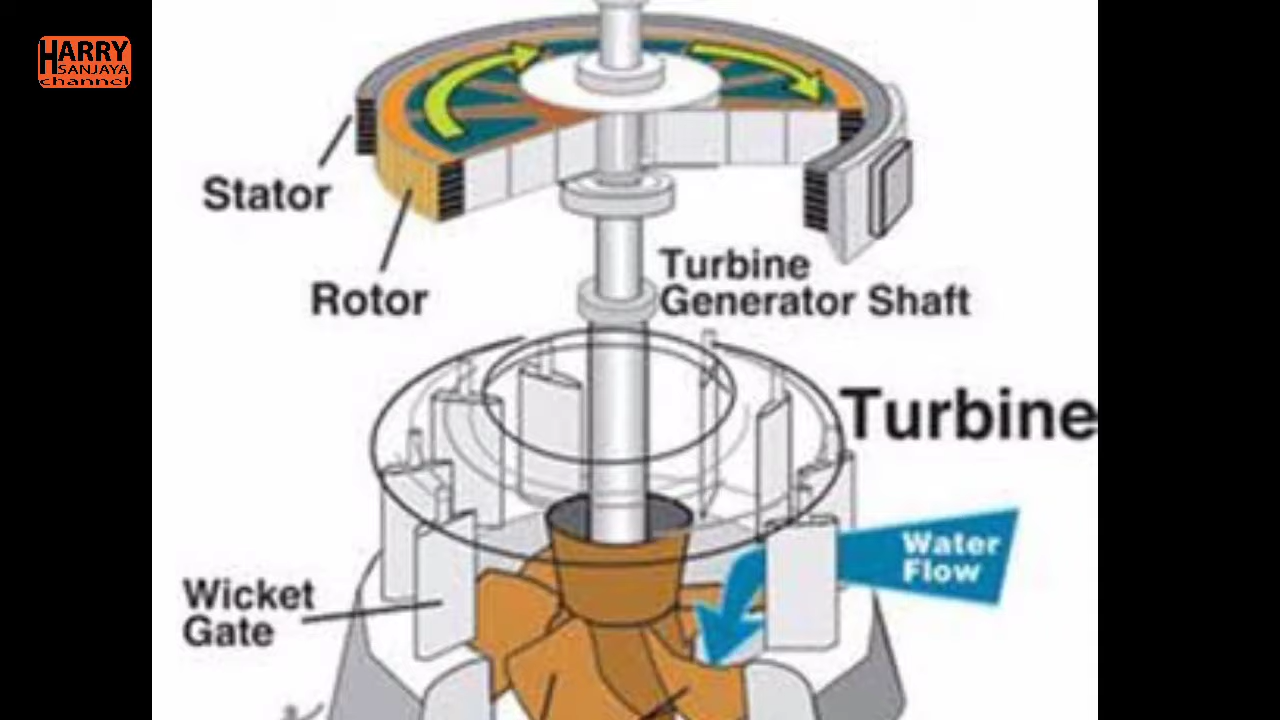 HARRY
SANJAYA
channel
Stator
Rotor
Turbine
Generator Shaft
Turbine
Water
Flow
Wicket
Gate